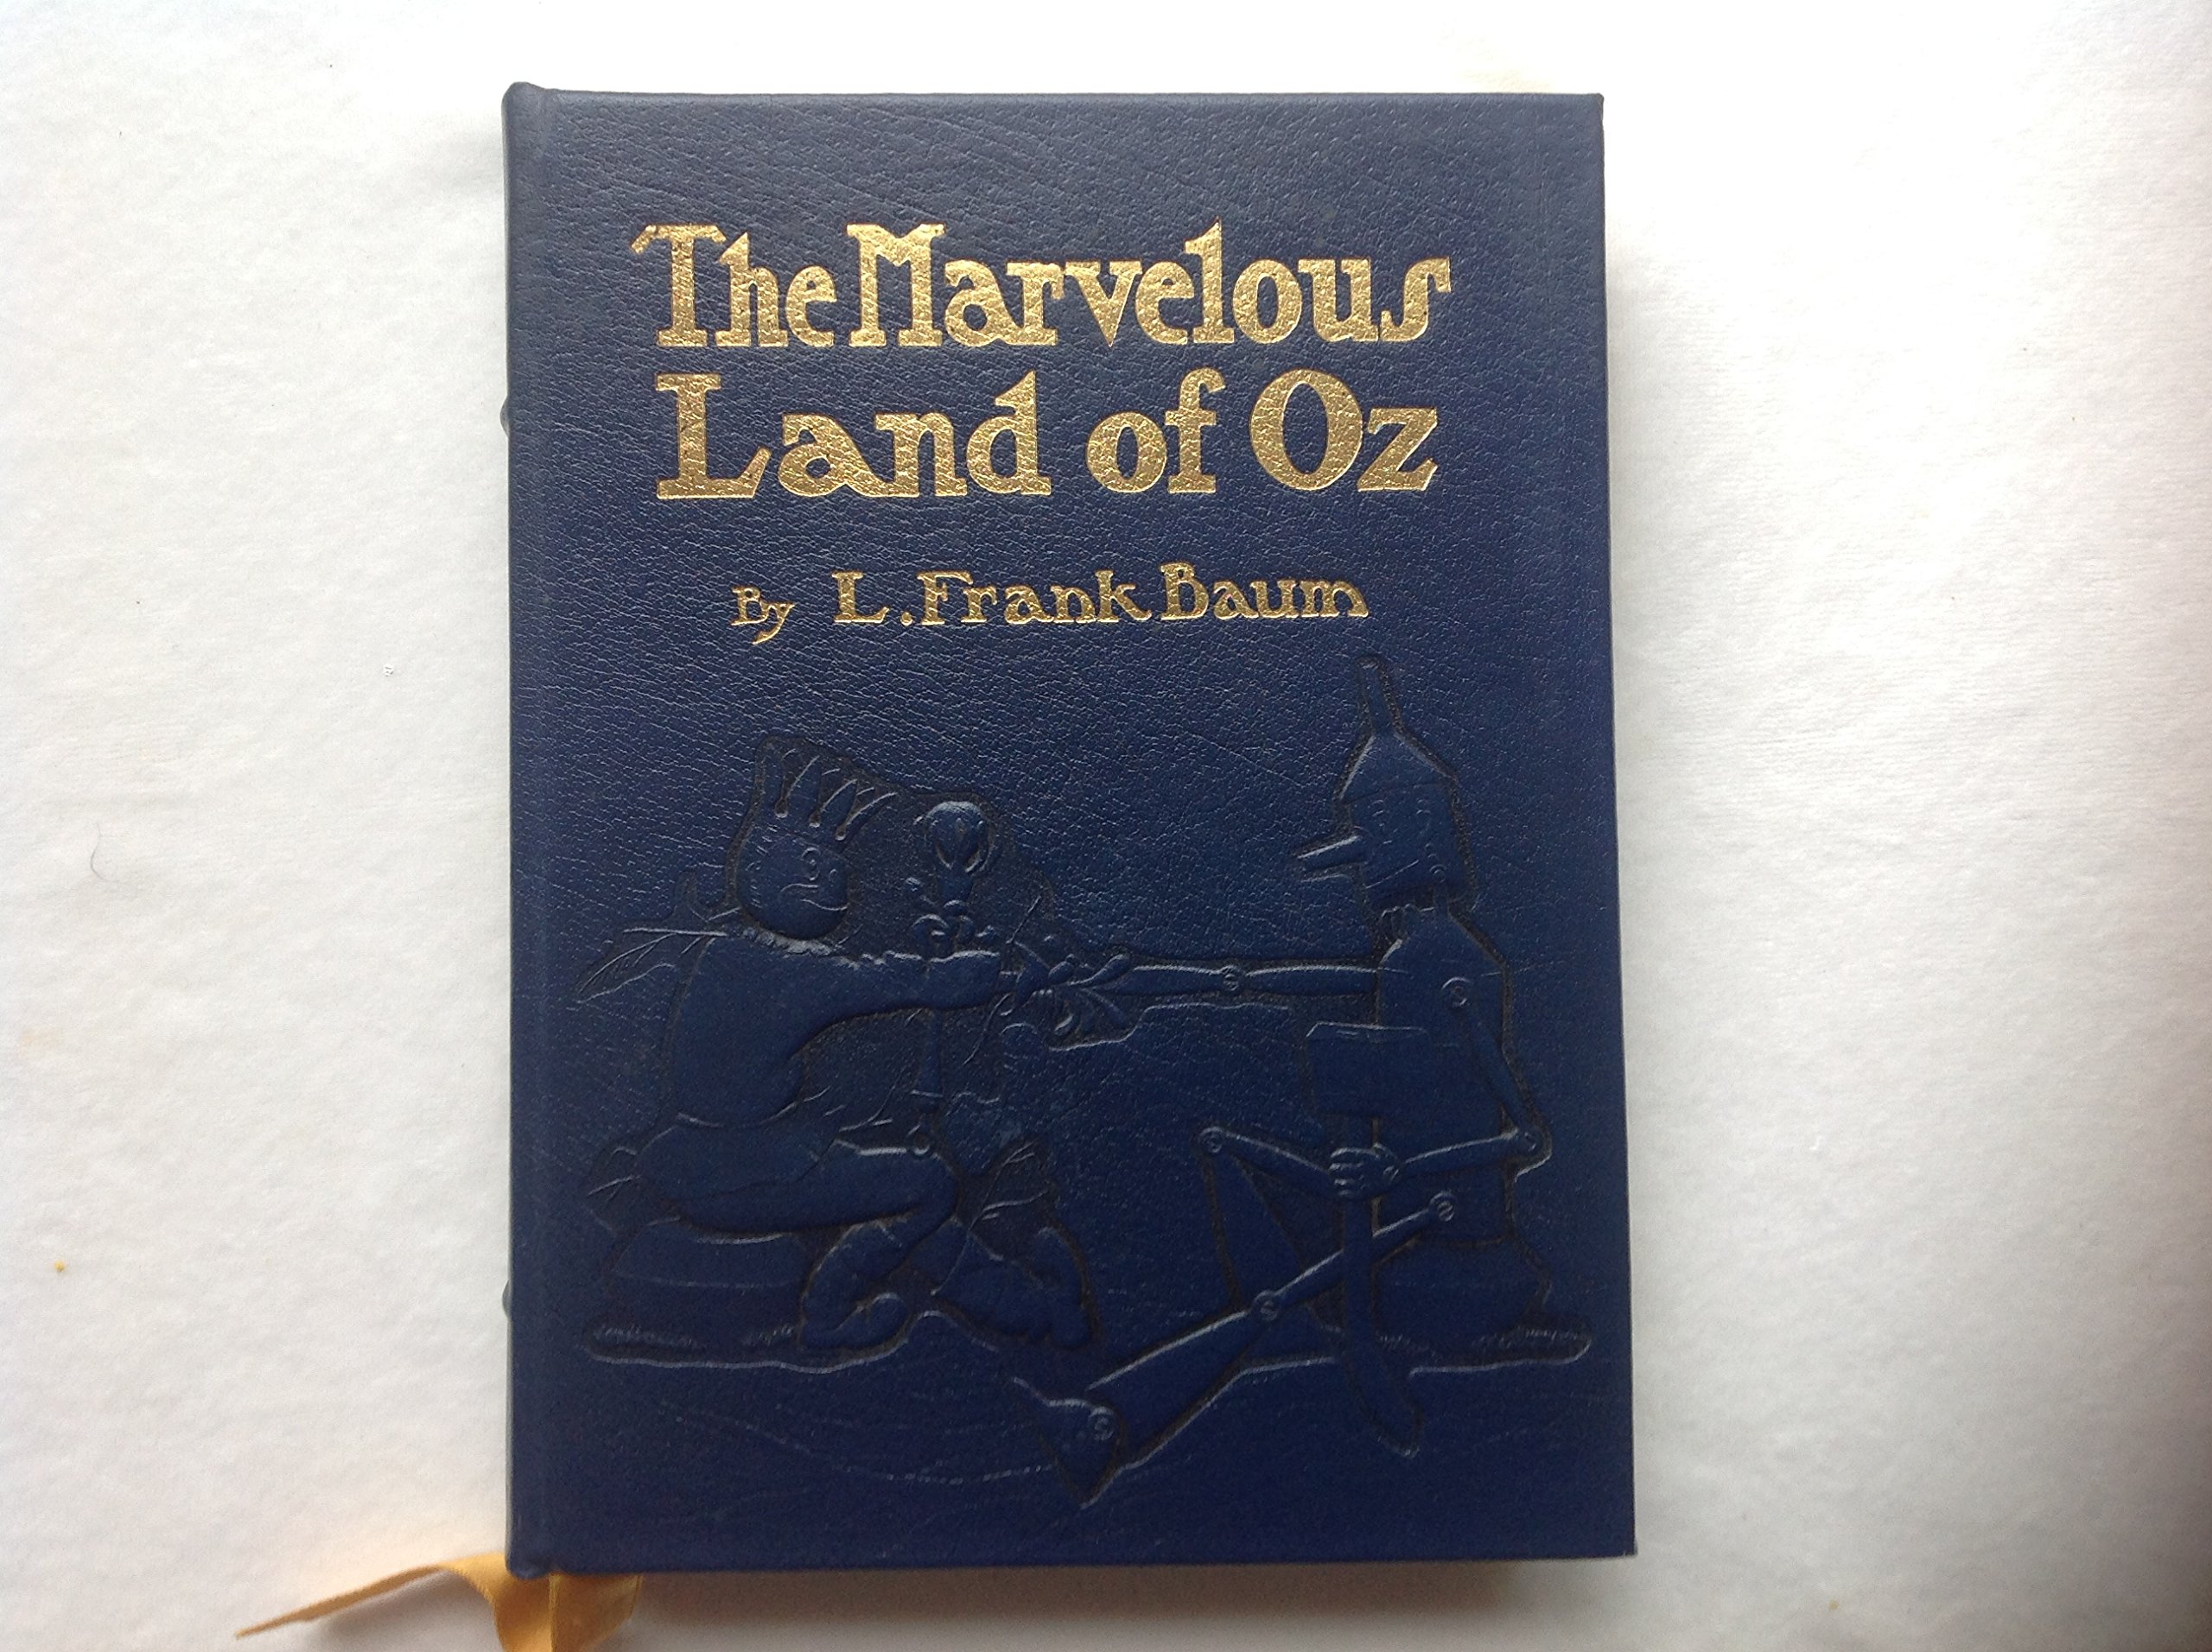 The Marvelous
Land of Oz
By L. Frank Baum